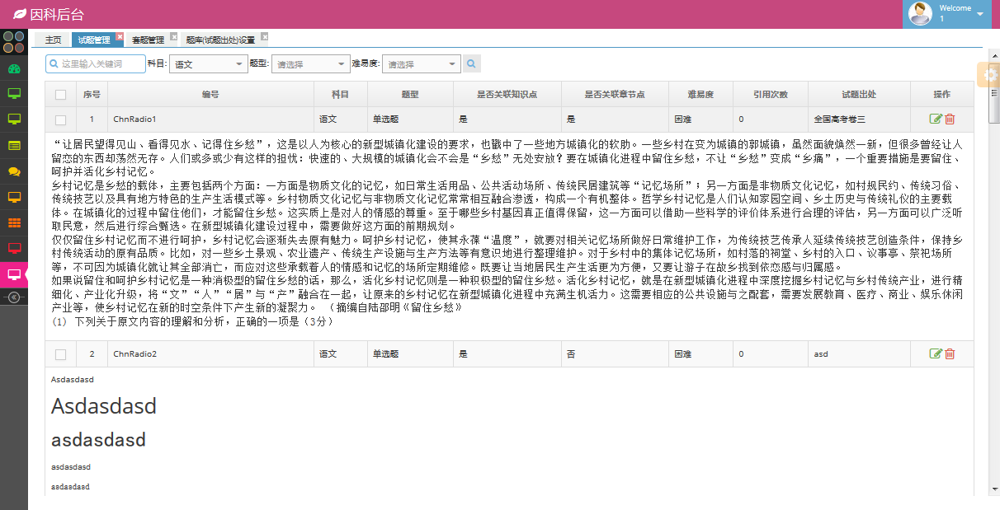 因科后台
Welcome
1
主页 试题管理 套题管理 题库(试题出处)设置
这里输入关键词 科目: 语文 题型: 请选择 难易度: 请选择
序号 编号 科目 题型 是否关联知识点 是否关联章节点 难易度 引用次数 试题出处 操作
1 ChnRadio1 语文 单选题 是 是 困难 0 全国高考卷三
“让居民望得见山、看得见水、记得住乡愁”，这是以人为核心的新型城镇化建设的要求，也戳中了一些地方城镇化的软肋。一些乡村在变为城镇的郭城镇，虽然面貌焕然一新，但很多曾经让人
留恋的东西却荡然无存。人们或多或少有这样的担忧：快速的、大规模的城镇化会不会是“乡愁”无处安放？要在城镇化进程中留住乡愁，不让“乡愁”变成“乡痛”，一个重要措施是要留住、
呵护并活化乡村记忆。
乡村记忆是乡愁的载体，主要包括两个方面：一方面是物质文化的记忆，如日常生活用品、公共活动场所、传统民居建筑等“记忆场所”；另一方面是非物质文化记忆，如村规民约、传统习俗、
传统技艺以及具有地方特色的生产生活模式等。乡村物质文化记忆与非物质文化记忆常常相互融合渗透，构成一个有机整体。哲学乡村记忆是人们认知家园空间、乡土历史与传统礼仪的主要载
体。在城镇化的过程中留住他们，才能留住乡愁。这实质上是对人的情感的尊重。至于哪些乡村基因真正值得保留，这一方面可以借助一些科学的评价体系进行合理的评估，另一方面可以广泛听
取民意，然后进行综合甄选。在新型城镇化建设过程中，需要做好这方面的前期规划。
仅仅留住乡村记忆而不进行呵护，乡村记忆会逐渐失去原有魅力。呵护乡村记忆，使其永葆“温度”，就要对相关记忆场所做好日常维护工作，为传统技艺传承人延续传统技艺创造条件，保持乡
村传统活动的原有品质。比如，对一些乡土景观、农业遗产、传统生产设施与生产方法等有意识地进行整理维护。对于乡村中的集体记忆场所，如村落的祠堂、乡村的入口、议事亭、祭祀场所
等，不可因为城镇化就让其全部消亡，而应对这些承载着人的情感和记忆的场所定期维修。既要让当地居民生产生活更为方便，又要让游子在故乡找到依恋感与归属感。
如果说留住和呵护乡村记忆是一种消极型的留住乡愁的话，那么，活化乡村记忆则是一种积极型的留住乡愁。活化乡村记忆，就是在新型城镇化进程中深度挖掘乡村记忆与乡村传统产业，进行精
细化、产业化升级，将“文”“人”“居”与“产”融合在一起，让原来的乡村记忆在新型城镇化进程中充满生机活力。这需要相应的公共设施与之配套，需要发展教育、医疗、商业、娱乐休闲
产业等，使乡村记忆在新的时空条件下产生新的凝聚力。 （摘编自陆邵明《留住乡愁》
(1) 下列关于原文内容的理解和分析，正确的一项是（3分）
2 ChnRadio2 语文 单选题 是 否 困难 0 asd
Asdasdasd
Asdasdasd
asdasdasd
asdasdasd
asdasdasd